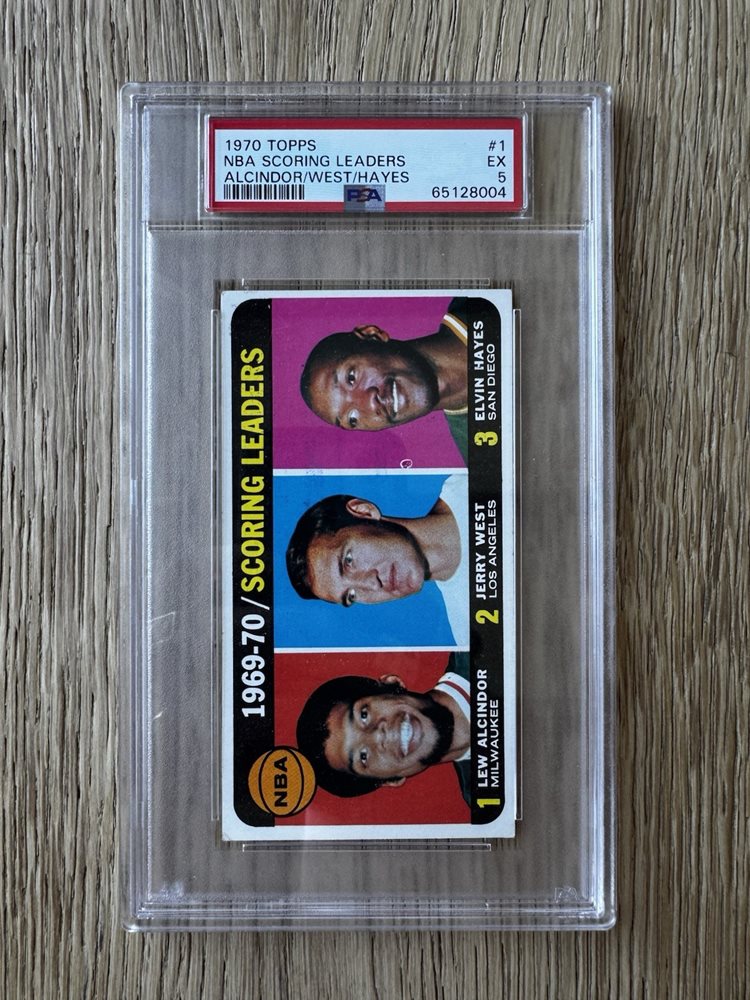 1970 TOPPS #1
NBA SCORING LEADERS EX
ALCINDOR/WEST/HAYES 5
PSA 65128004
1969-70/SCORING LEADERS
NBA
1 LEW ALCINDOR
MILWAUKEE
2 JERRY WEST
LOS ANGELES
3 ELVIN HAYES
SAN DIEGO